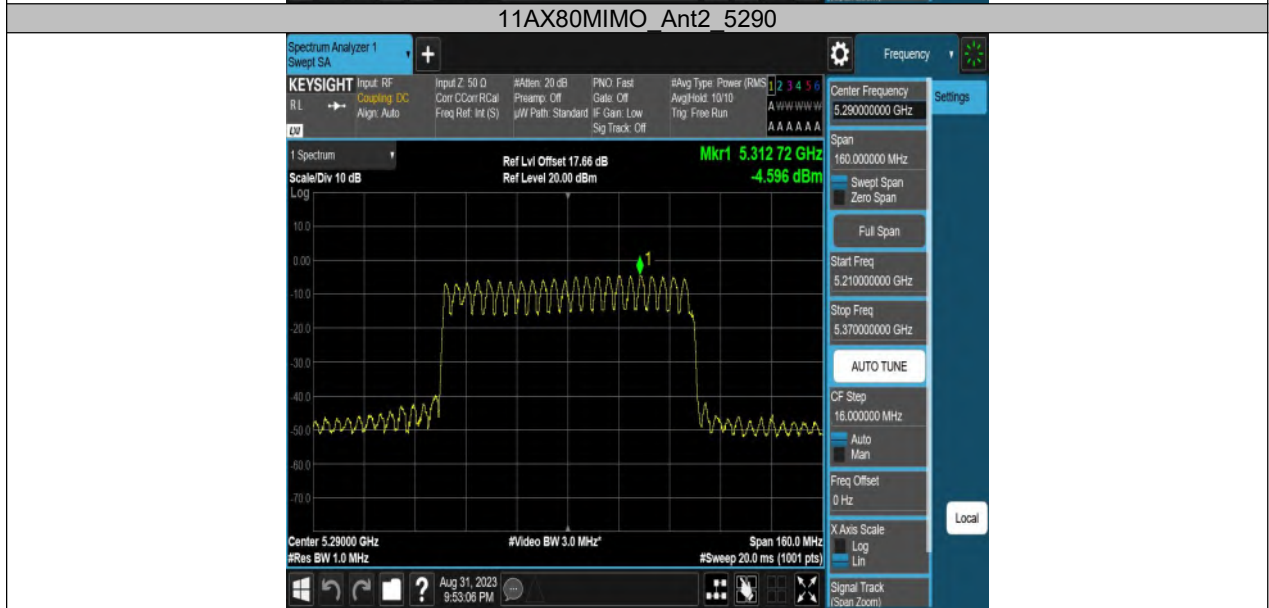 11AX80MIMO_Ant2_5290
Spectrum Analyzer 1
Swept SA
+
Frequency
KEYSIGHT
RL
LXI
Input: RF
Coupling: DC
Align: Auto
Input Z: 50 Ω
Corr CCorr RCal
Freq Ref: Int (S)
#Atten: 20 dB
Preamp: Off
µW Path: Standard
PNO: Fast
Gate: Off
IF Gain: Low
Sig Track: Off
#Avg Type: Power (RMS
Avg|Hold: 10/10
Trig: Free Run
1 2 3 4 5 6
A W W W W W
A A A A A A
1 Spectrum
Scale/Div 10 dB
Log
Ref Lvl Offset 17.66 dB
Ref Level 20.00 dBm
Mkr1 5.312 72 GHz
-4.596 dBm
10.0
0.00
-10.0
-20.0
-30.0
-40.0
-50.0
-60.0
-70.0
1
Center 5.29000 GHz
#Res BW 1.0 MHz
#Video BW 3.0 MHz*
Span 160.0 MHz
#Sweep 20.0 ms (1001 pts)
Center Frequency
5.290000000 GHz
Settings
Span
160.000000 MHz
Swept Span
Zero Span
Full Span
Start Freq
5.210000000 GHz
Stop Freq
5.370000000 GHz
AUTO TUNE
CF Step
16.000000 MHz
Auto
Man
Freq Offset
0 Hz
X Axis Scale
Log
Lin
Local
Signal Track
(Span Zoom)
?
Aug 31, 2023
9:53:06 PM